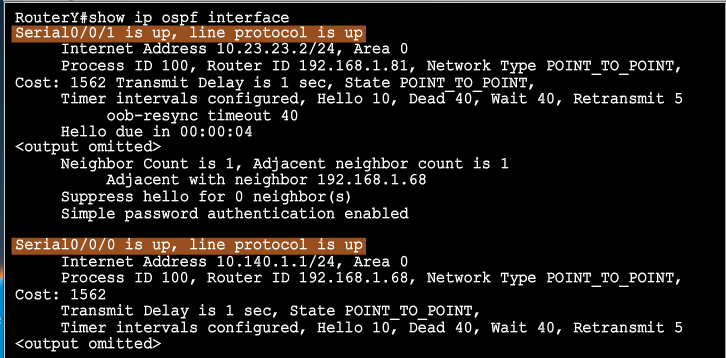 RouterY#show ip ospf interface
Serial0/0/1 is up, line protocol is up
Internet Address 10.23.23.2/24, Area 0
Process ID 100, Router ID 192.168.1.81, Network Type POINT_TO_POINT,
Cost: 1562 Transmit Delay is 1 sec, State POINT_TO_POINT,
Timer intervals configured, Hello 10, Dead 40, Wait 40, Retransmit 5
oob-resync timeout 40
Hello due in 00:00:04
<output omitted>
Neighbor Count is 1, Adjacent neighbor count is 1
Adjacent with neighbor 192.168.1.68
Suppress hello for 0 neighbor(s)
Simple password authentication enabled
Serial0/0/0 is up, line protocol is up
Internet Address 10.140.1.1/24, Area 0
Process ID 100, Router ID 192.168.1.68, Network Type POINT_TO_POINT,
Cost: 1562
Transmit Delay is 1 sec, State POINT_TO_POINT,
Timer intervals configured, Hello 10, Dead 40, Wait 40, Retransmit 5
<output omitted>